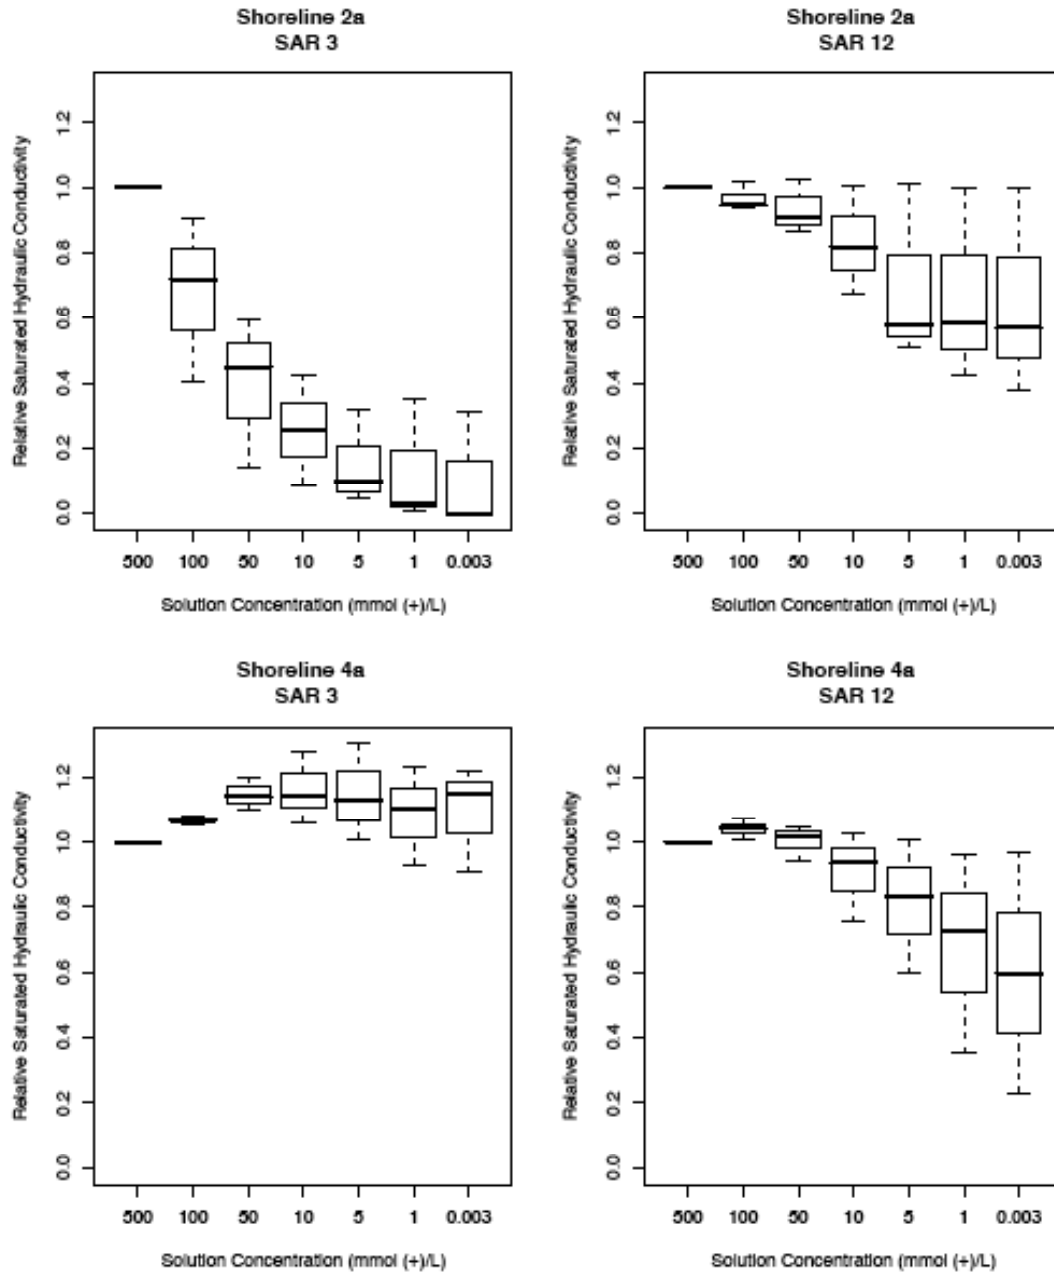 Shoreline 2a
SAR 3
Relative Saturated Hydraulic Conductivity
1.2
1.0
0.8
0.6
0.4
0.2
0.0
500 100 50 10 5 1 0.003
Solution Concentration (mmol (+)/L)
Shoreline 2a
SAR 12
Relative Saturated Hydraulic Conductivity
1.2
1.0
0.8
0.6
0.4
0.2
0.0
500 100 50 10 5 1 0.003
Solution Concentration (mmol (+)/L)
Shoreline 4a
SAR 3
Relative Saturated Hydraulic Conductivity
1.2
1.0
0.8
0.6
0.4
0.2
0.0
500 100 50 10 5 1 0.003
Solution Concentration (mmol (+)/L)
Shoreline 4a
SAR 12
Relative Saturated Hydraulic Conductivity
1.2
1.0
0.8
0.6
0.4
0.2
0.0
500 100 50 10 5 1 0.003
Solution Concentration (mmol (+)/L)